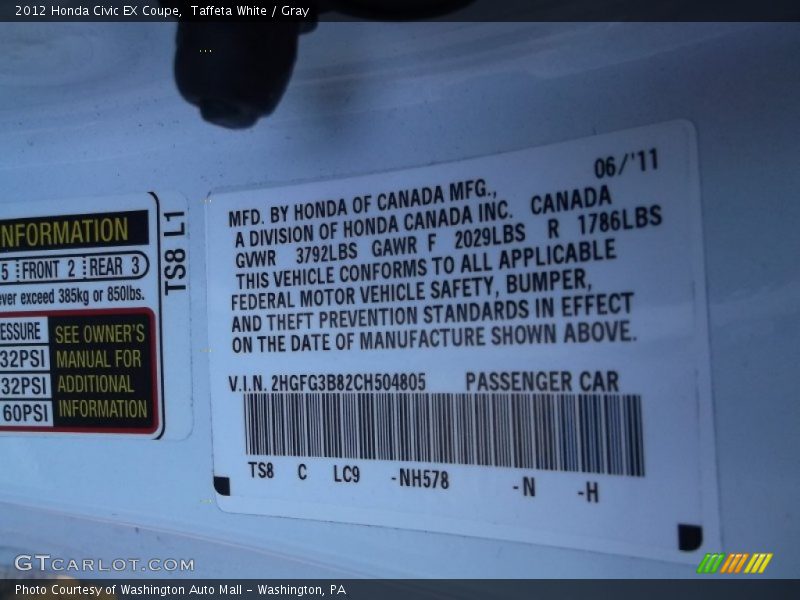 2012 Honda Civic EX Coupe, Taffeta White / Gray
NFORMATION
5 FRONT 2 REAR 3
ever exceed 385kg or 850lbs.
ESSURE
32PSI
32PSI
60PSI
SEE OWNER'S
MANUAL FOR
ADDITIONAL
INFORMATION
TS8 L1
06/'11
MFD. BY HONDA OF CANADA MFG.,
A DIVISION OF HONDA CANADA INC. CANADA
GVWR 3792LBS GAWR F 2029LBS R 1786LBS
THIS VEHICLE CONFORMS TO ALL APPLICABLE
FEDERAL MOTOR VEHICLE SAFETY, BUMPER,
AND THEFT PREVENTION STANDARDS IN EFFECT
ON THE DATE OF MANUFACTURE SHOWN ABOVE.
V.I.N. 2HGFG3B82CH504805 PASSENGER CAR
TS8 C LC9 -NH578 -N -H
GTCARLOT.COM
Photo Courtesy of Washington Auto Mall - Washington, PA